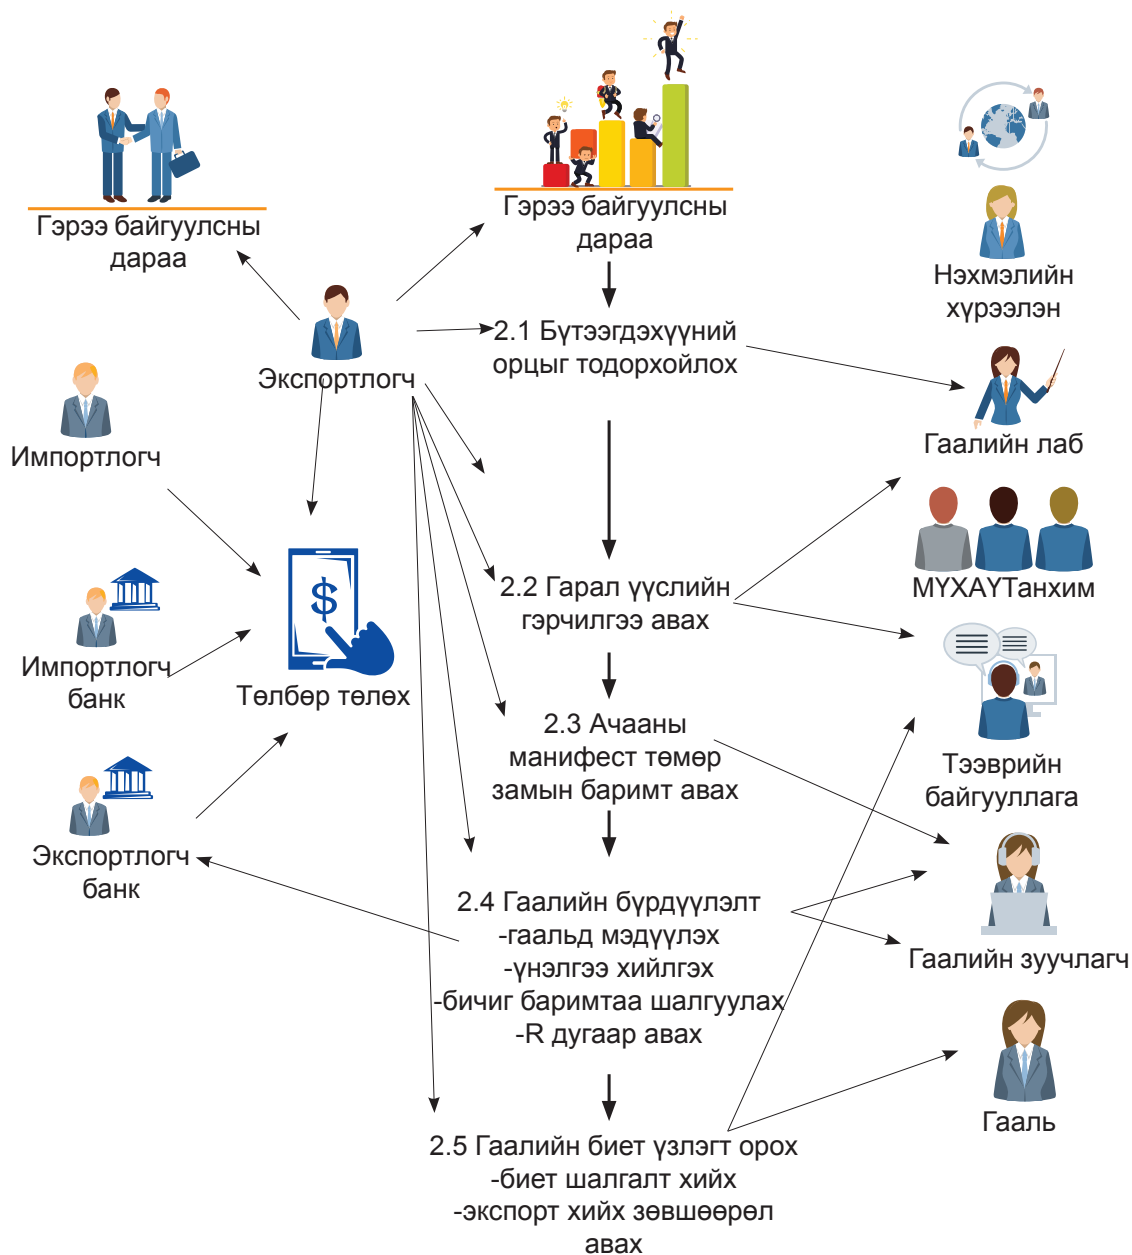 Гэрээ байгуулсны
дараа
Гэрээ байгуулсны
дараа
Нэхмэлийн
хүрээлэн
Экспортлогч
2.1 Бүтээгдэхүүний
орцыг тодорхойлох
Импортлогч
Гаалийн лаб
МҮХАҮТанхим
$
2.2 Гарал үүслийн
гэрчилгээ авах
Импортлогч
банк
Төлбөр төлөх
2.3 Ачааны
манифест төмөр
замын баримт авах
Тээврийн
байгууллага
Экспортлогч
банк
2.4 Гаалийн бүрдүүлэлт
-гаальд мэдүүлэх
-үнэлгээ хийлгэх
-бичиг баримтаа шалгуулах
-R дугаар авах
Гаалийн зуучлагч
Гааль
2.5 Гаалийн биет үзлэгт орох
-биет шалгалт хийх
-экспорт хийх зөвшөөрөл
авах